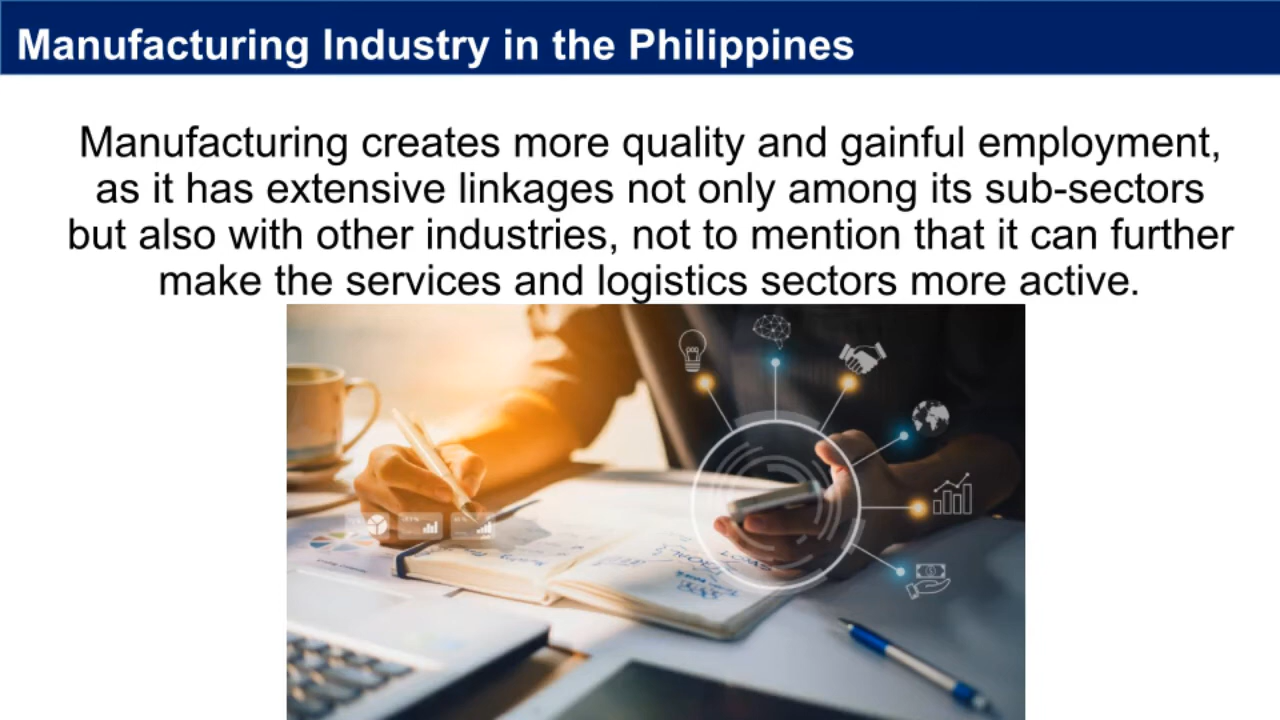 Manufacturing Industry in the Philippines
Manufacturing creates more quality and gainful employment,
as it has extensive linkages not only among its sub-sectors
but also with other industries, not to mention that it can further
make the services and logistics sectors more active.
SWOT